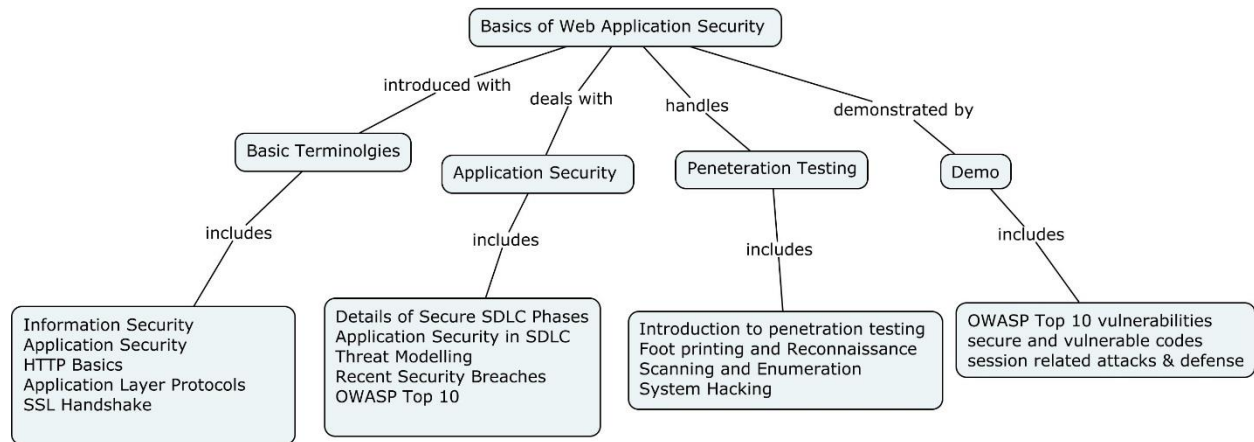 Basics of Web Application Security
introduced with
deals with
handles
demonstrated by
Basic Terminolgies
Application Security
Peneteration Testing
Demo
includes
includes
includes
includes
Information Security
Application Security
HTTP Basics
Application Layer Protocols
SSL Handshake
Details of Secure SDLC Phases
Application Security in SDLC
Threat Modelling
Recent Security Breaches
OWASP Top 10
Introduction to penetration testing
Foot printing and Reconnaissance
Scanning and Enumeration
System Hacking
OWASP Top 10 vulnerabilities
secure and vulnerable codes
session related attacks & defense